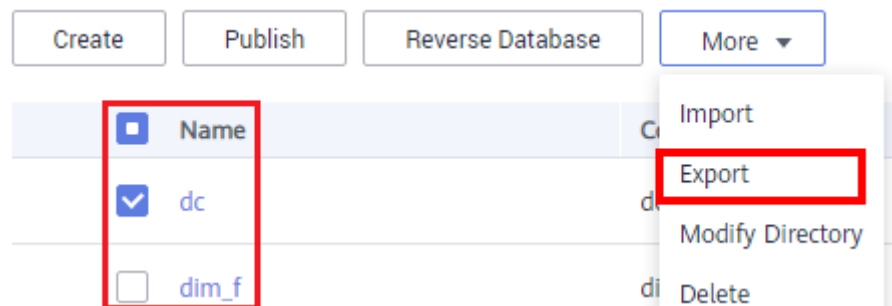 Create Publish Reverse Database More
Name
Import
Export
dc
Modify Directory
dim_f
Delete